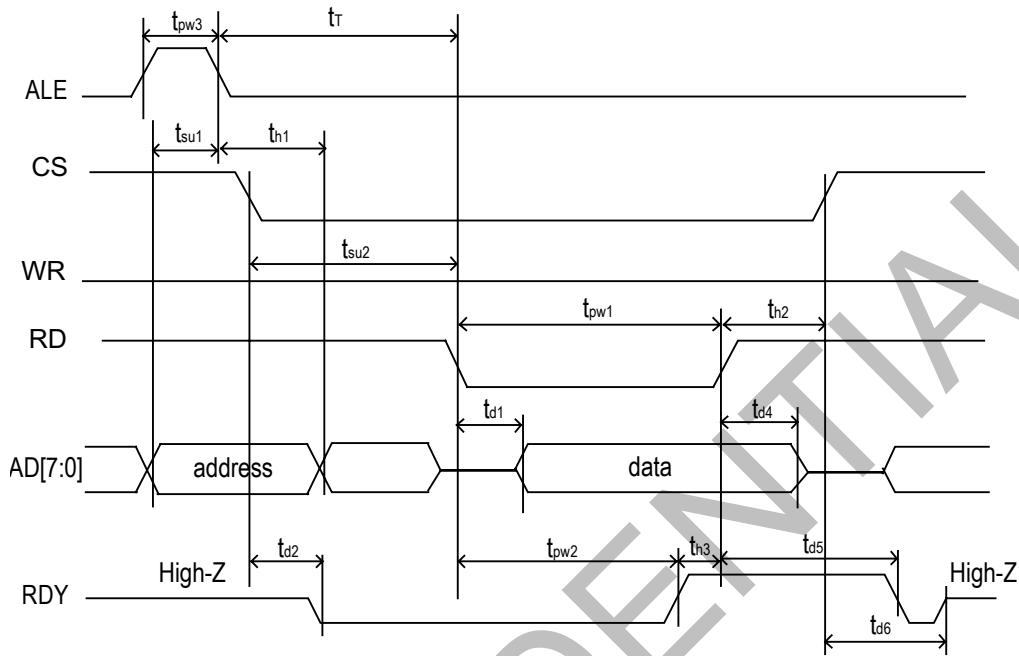 tpw3 tT
ALE
tsu1 th1
CS
tsu2
WR
tpw1 th2
RD
td1 td4
AD[7:0] address data
td2 tpw2 th3 td5
High-Z High-Z
RDY
td6